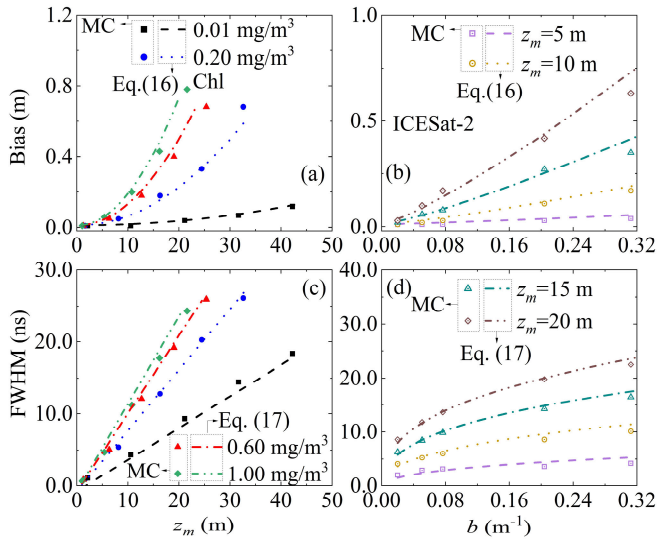 MC
0.01 mg/m³
0.20 mg/m³
Eq.(16)
Chl
1.2
0.8
0.4
0.0
Bias (m)
(a)
0 10 20 30 40 50
MC
z_m=5 m
z_m=10 m
Eq.(16)
ICESat-2
1.0
0.5
0.0
(b)
0.00 0.08 0.16 0.24 0.32
30.0
20.0
10.0
0.0
FWHM (ns)
(c)
Eq. (17)
0.60 mg/m³
MC
1.00 mg/m³
0 10 20 30 40 50
z_m (m)
40.0
30.0
20.0
10.0
0.0
(d)
MC
z_m=15 m
z_m=20 m
Eq. (17)
0.00 0.08 0.16 0.24 0.32
b (m⁻¹)